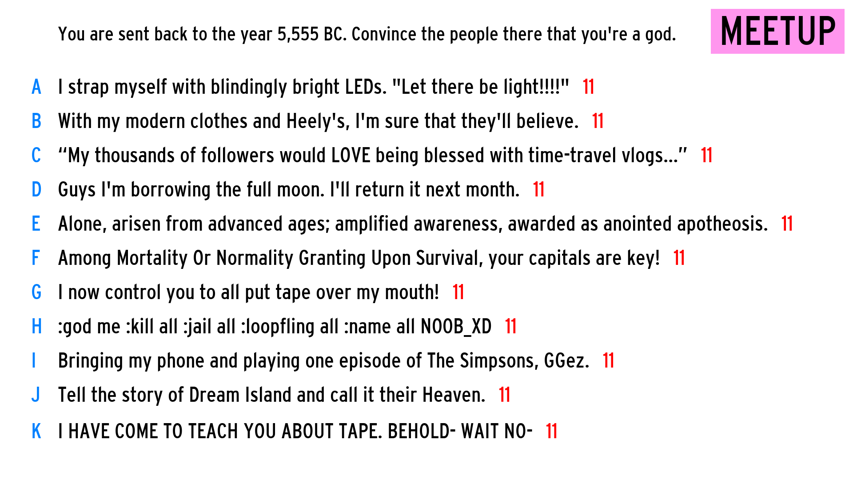 You are sent back to the year 5,555 BC. Convince the people there that you're a god.
MEETUP
A I strap myself with blindingly bright LEDs. "Let there be light!!!!" 11
B With my modern clothes and Heely's, I'm sure that they'll believe. 11
C “My thousands of followers would LOVE being blessed with time-travel vlogs...” 11
D Guys I'm borrowing the full moon. I'll return it next month. 11
E Alone, arisen from advanced ages; amplified awareness, awarded as anointed apotheosis. 11
F Among Mortality Or Normality Granting Upon Survival, your capitals are key! 11
G I now control you to all put tape over my mouth! 11
H :god me :kill all :jail all :loopfling all :name all NOOB_XD 11
I Bringing my phone and playing one episode of The Simpsons, GGez. 11
J Tell the story of Dream Island and call it their Heaven. 11
K I HAVE COME TO TEACH YOU ABOUT TAPE. BEHOLD- WAIT NO- 11